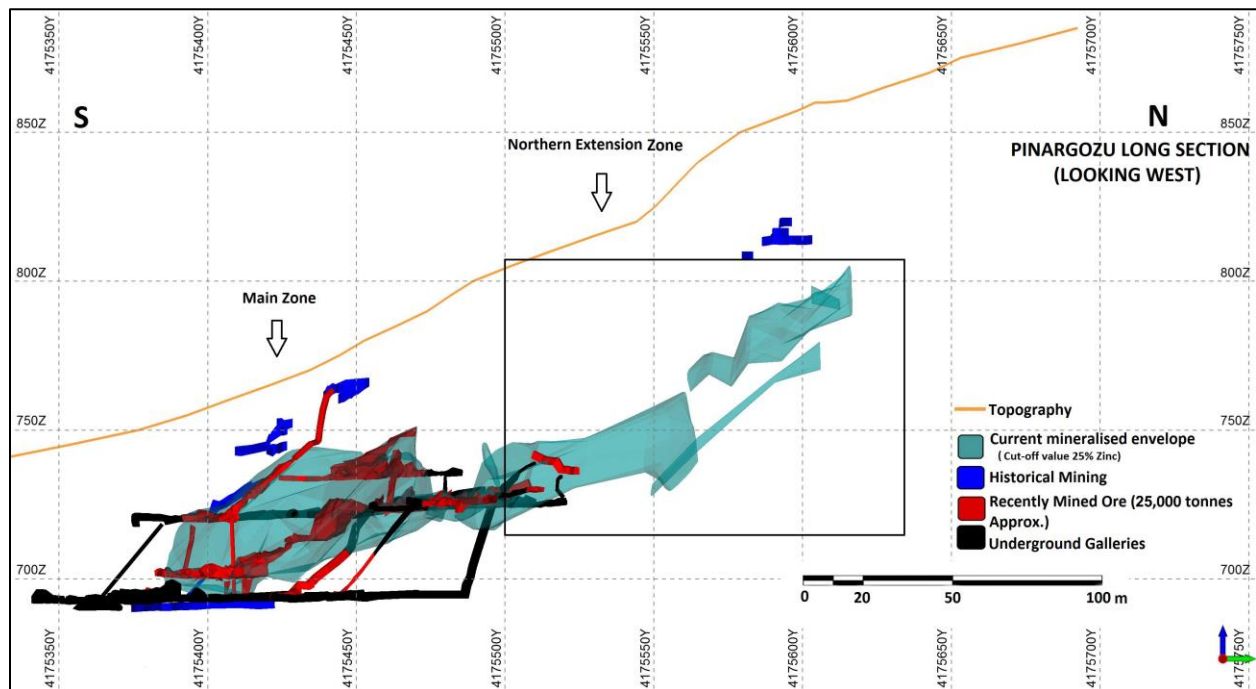 4175350Y
4175400Y
4175450Y
4175500Y
4175550Y
4175600Y
4175650Y
4175700Y
4175750Y
S
N
850Z
850Z
PINARGOZU LONG SECTION
(LOOKING WEST)
Northern Extension Zone
800Z
800Z
Main Zone
750Z
750Z
Topography
Current mineralised envelope
( Cut-off value 25% Zinc)
Historical Mining
Recently Mined Ore (25,000 tonnes
Approx.)
Underground Galleries
700Z
700Z
0 20 50 100 m
4175350Y
4175400Y
4175450Y
4175500Y
4175550Y
4175600Y
4175650Y
4175700Y
4175750Y